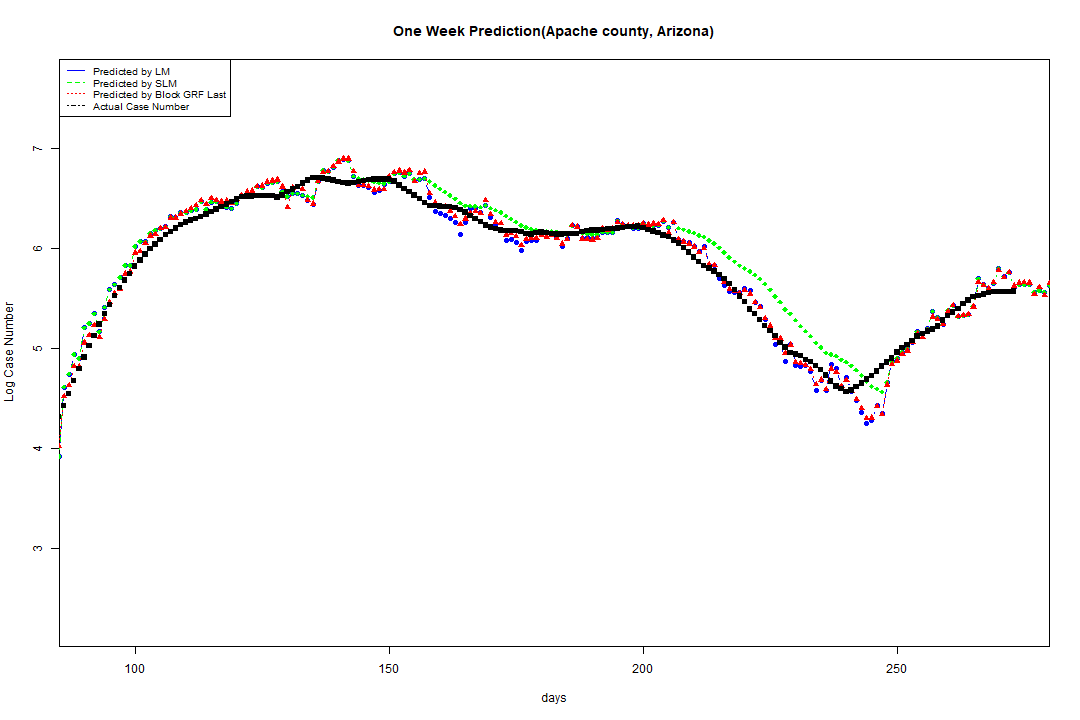 One Week Prediction(Apache county, Arizona)
Predicted by LM
Predicted by SLM
Predicted by Block GRF Last
Actual Case Number
7
6
5
4
3
Log Case Number
100
150
200
250
days